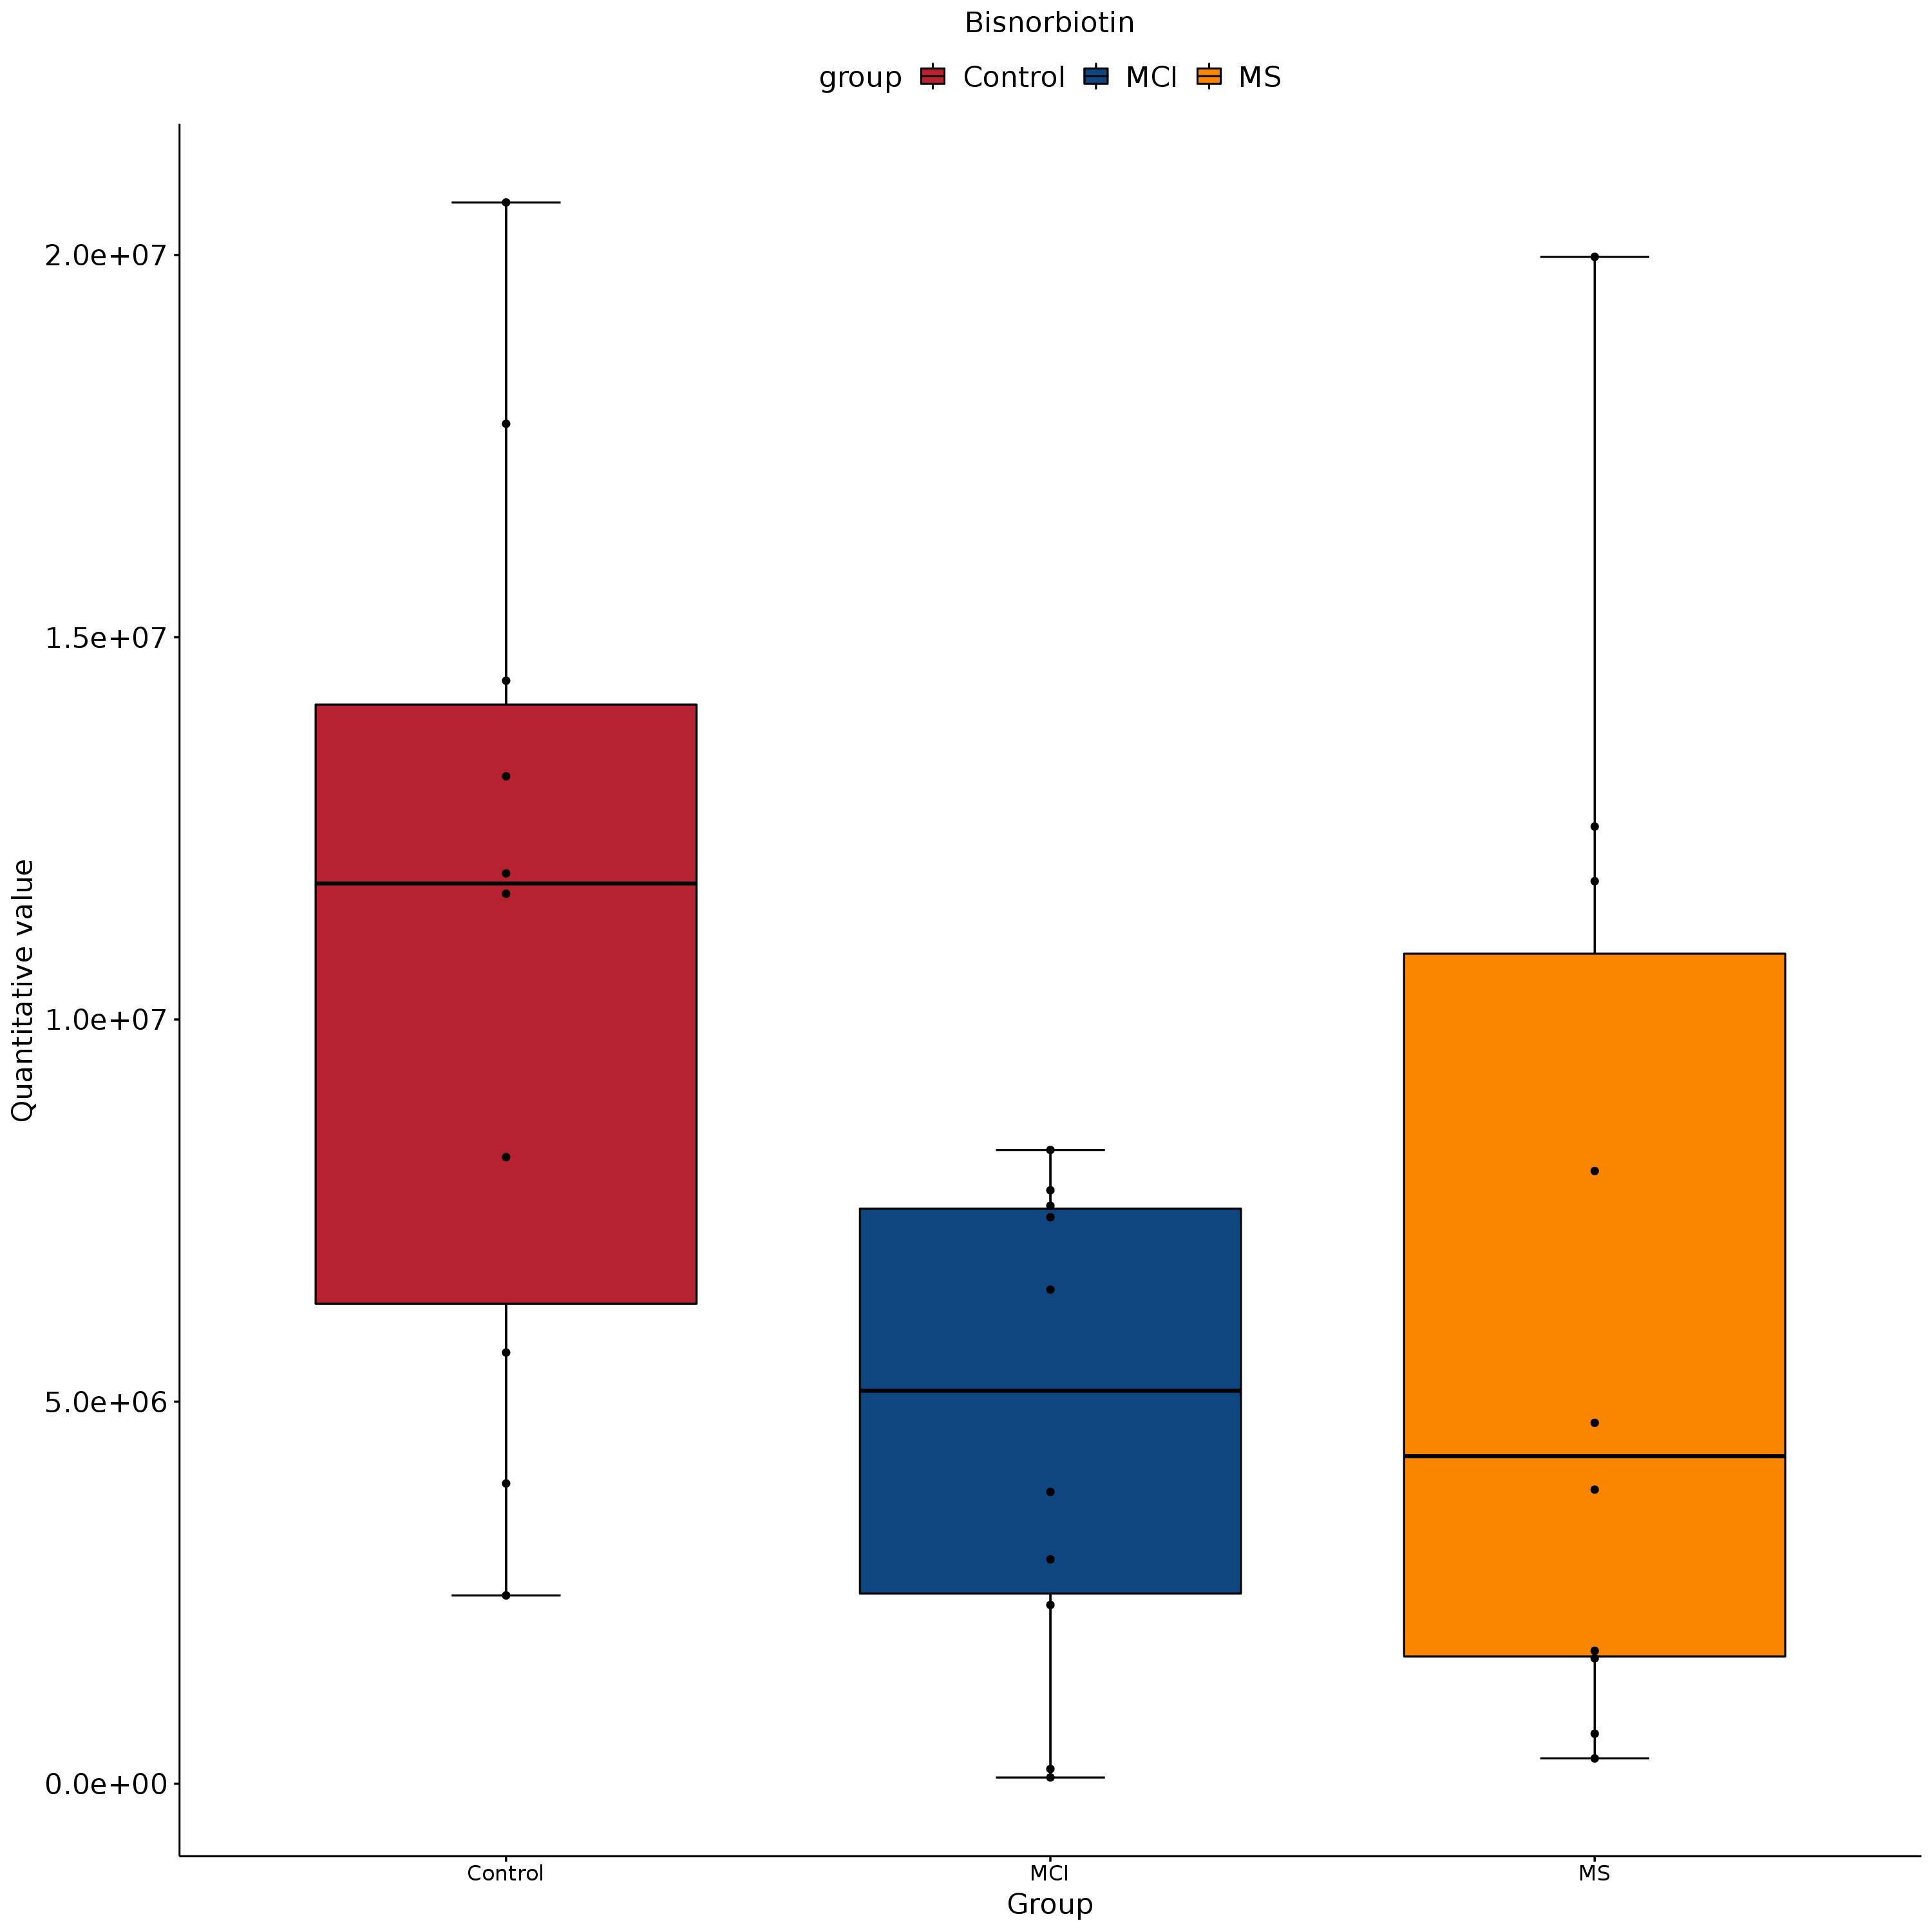 Bisnorbiotin
group Control MCI MS
Quantitative value
2.0e+07
1.5e+07
1.0e+07
5.0e+06
0.0e+00
Control MCI MS
Group